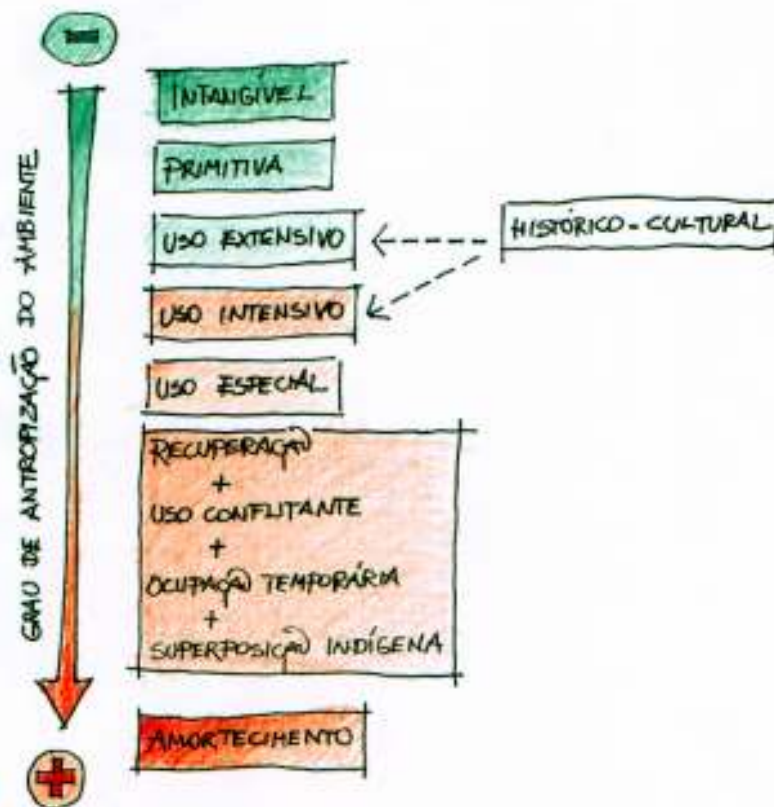 −
GRAU DE ANTROPIZAÇÃO DO AMBIENTE
INTANGÍVEL
PRIMITIVA
USO EXTENSIVO
HISTÓRICO-CULTURAL
USO INTENSIVO
USO ESPECIAL
RECUPERAÇÃO
+
USO CONFLITANTE
+
OCUPAÇÃO TEMPORÁRIA
+
SUPERPOSIÇÃO INDÍGENA
AMORTECIMENTO
+